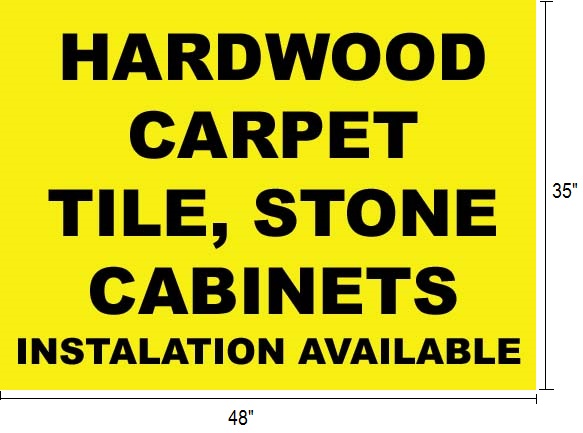 HARDWOOD
CARPET
TILE, STONE
CABINETS
INSTALATION AVAILABLE
35"
48"